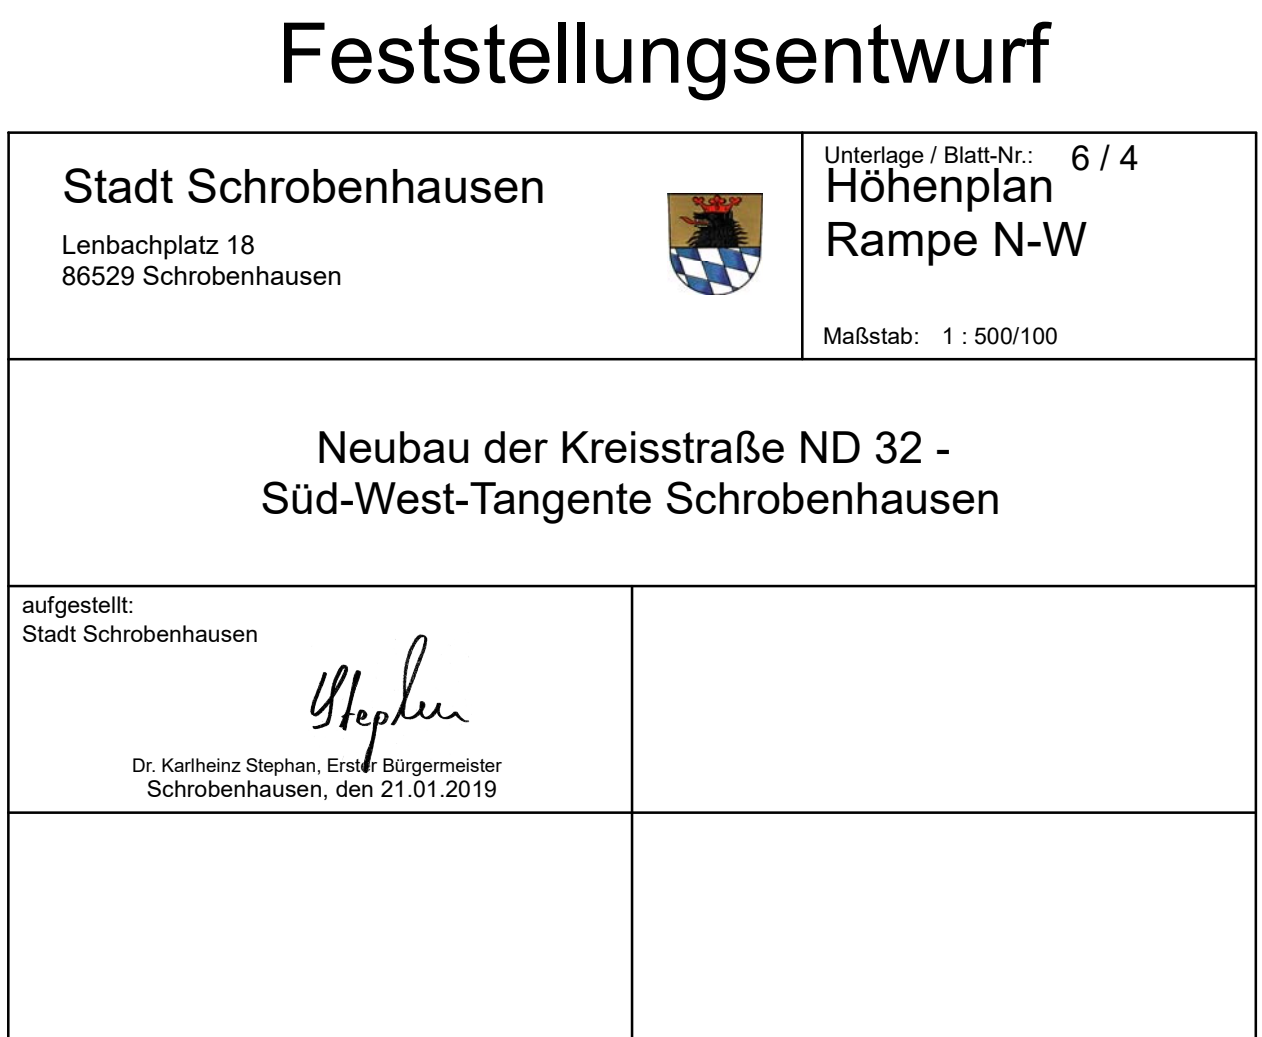 Feststellungsentwurf
Stadt Schrobenhausen
Lenbachplatz 18
86529 Schrobenhausen
Unterlage / Blatt-Nr.: 6 / 4
Höhenplan
Rampe N-W
Maßstab: 1 : 500/100
Neubau der Kreisstraße ND 32 -
Süd-West-Tangente Schrobenhausen
aufgestellt:
Stadt Schrobenhausen
Stephan
Dr. Karlheinz Stephan, Erster Bürgermeister
Schrobenhausen, den 21.01.2019